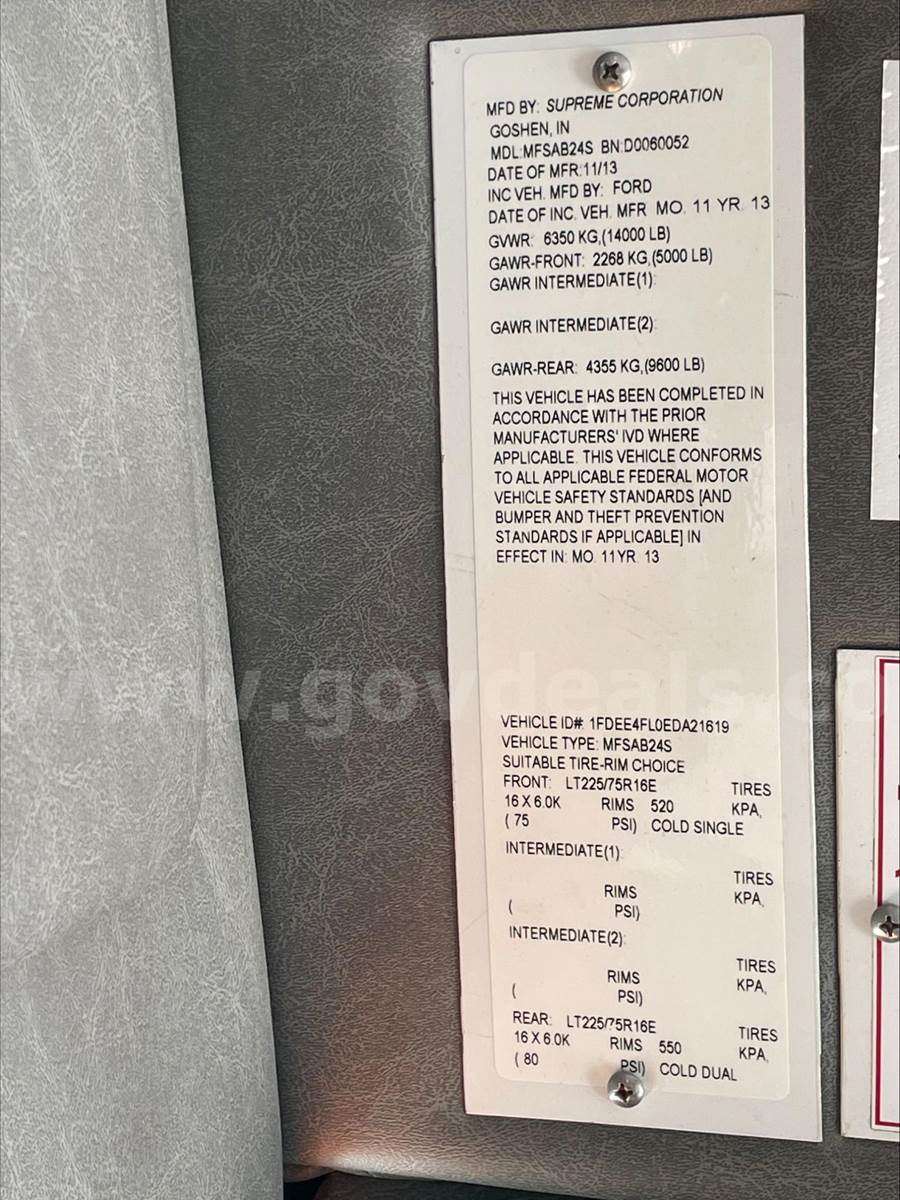 MFD BY: SUPREME CORPORATION
GOSHEN, IN
MDL:MFSAB24S BN:D0060052
DATE OF MFR:11/13
INC VEH. MFD BY: FORD
DATE OF INC. VEH. MFR MO. 11 YR. 13
GVWR: 6350 KG,(14000 LB)
GAWR-FRONT: 2268 KG,(5000 LB)
GAWR INTERMEDIATE(1):
GAWR INTERMEDIATE(2):
GAWR-REAR: 4355 KG,(9600 LB)
THIS VEHICLE HAS BEEN COMPLETED IN
ACCORDANCE WITH THE PRIOR
MANUFACTURERS' IVD WHERE
APPLICABLE. THIS VEHICLE CONFORMS
TO ALL APPLICABLE FEDERAL MOTOR
VEHICLE SAFETY STANDARDS [AND
BUMPER AND THEFT PREVENTION
STANDARDS IF APPLICABLE] IN
EFFECT IN: MO. 11 YR. 13
www.govdeals.co
VEHICLE ID#: 1FDEE4FL0EDA21619
VEHICLE TYPE: MFSAB24S
SUITABLE TIRE-RIM CHOICE
FRONT: LT225/75R16E TIRES
16 X 6.0K RIMS 520 KPA,
( 75 PSI) COLD SINGLE
INTERMEDIATE(1):
TIRES
RIMS KPA,
( PSI)
INTERMEDIATE(2):
TIRES
RIMS KPA,
( PSI)
REAR: LT225/75R16E TIRES
16 X 6.0K RIMS 550 KPA,
( 80 PSI) COLD DUAL